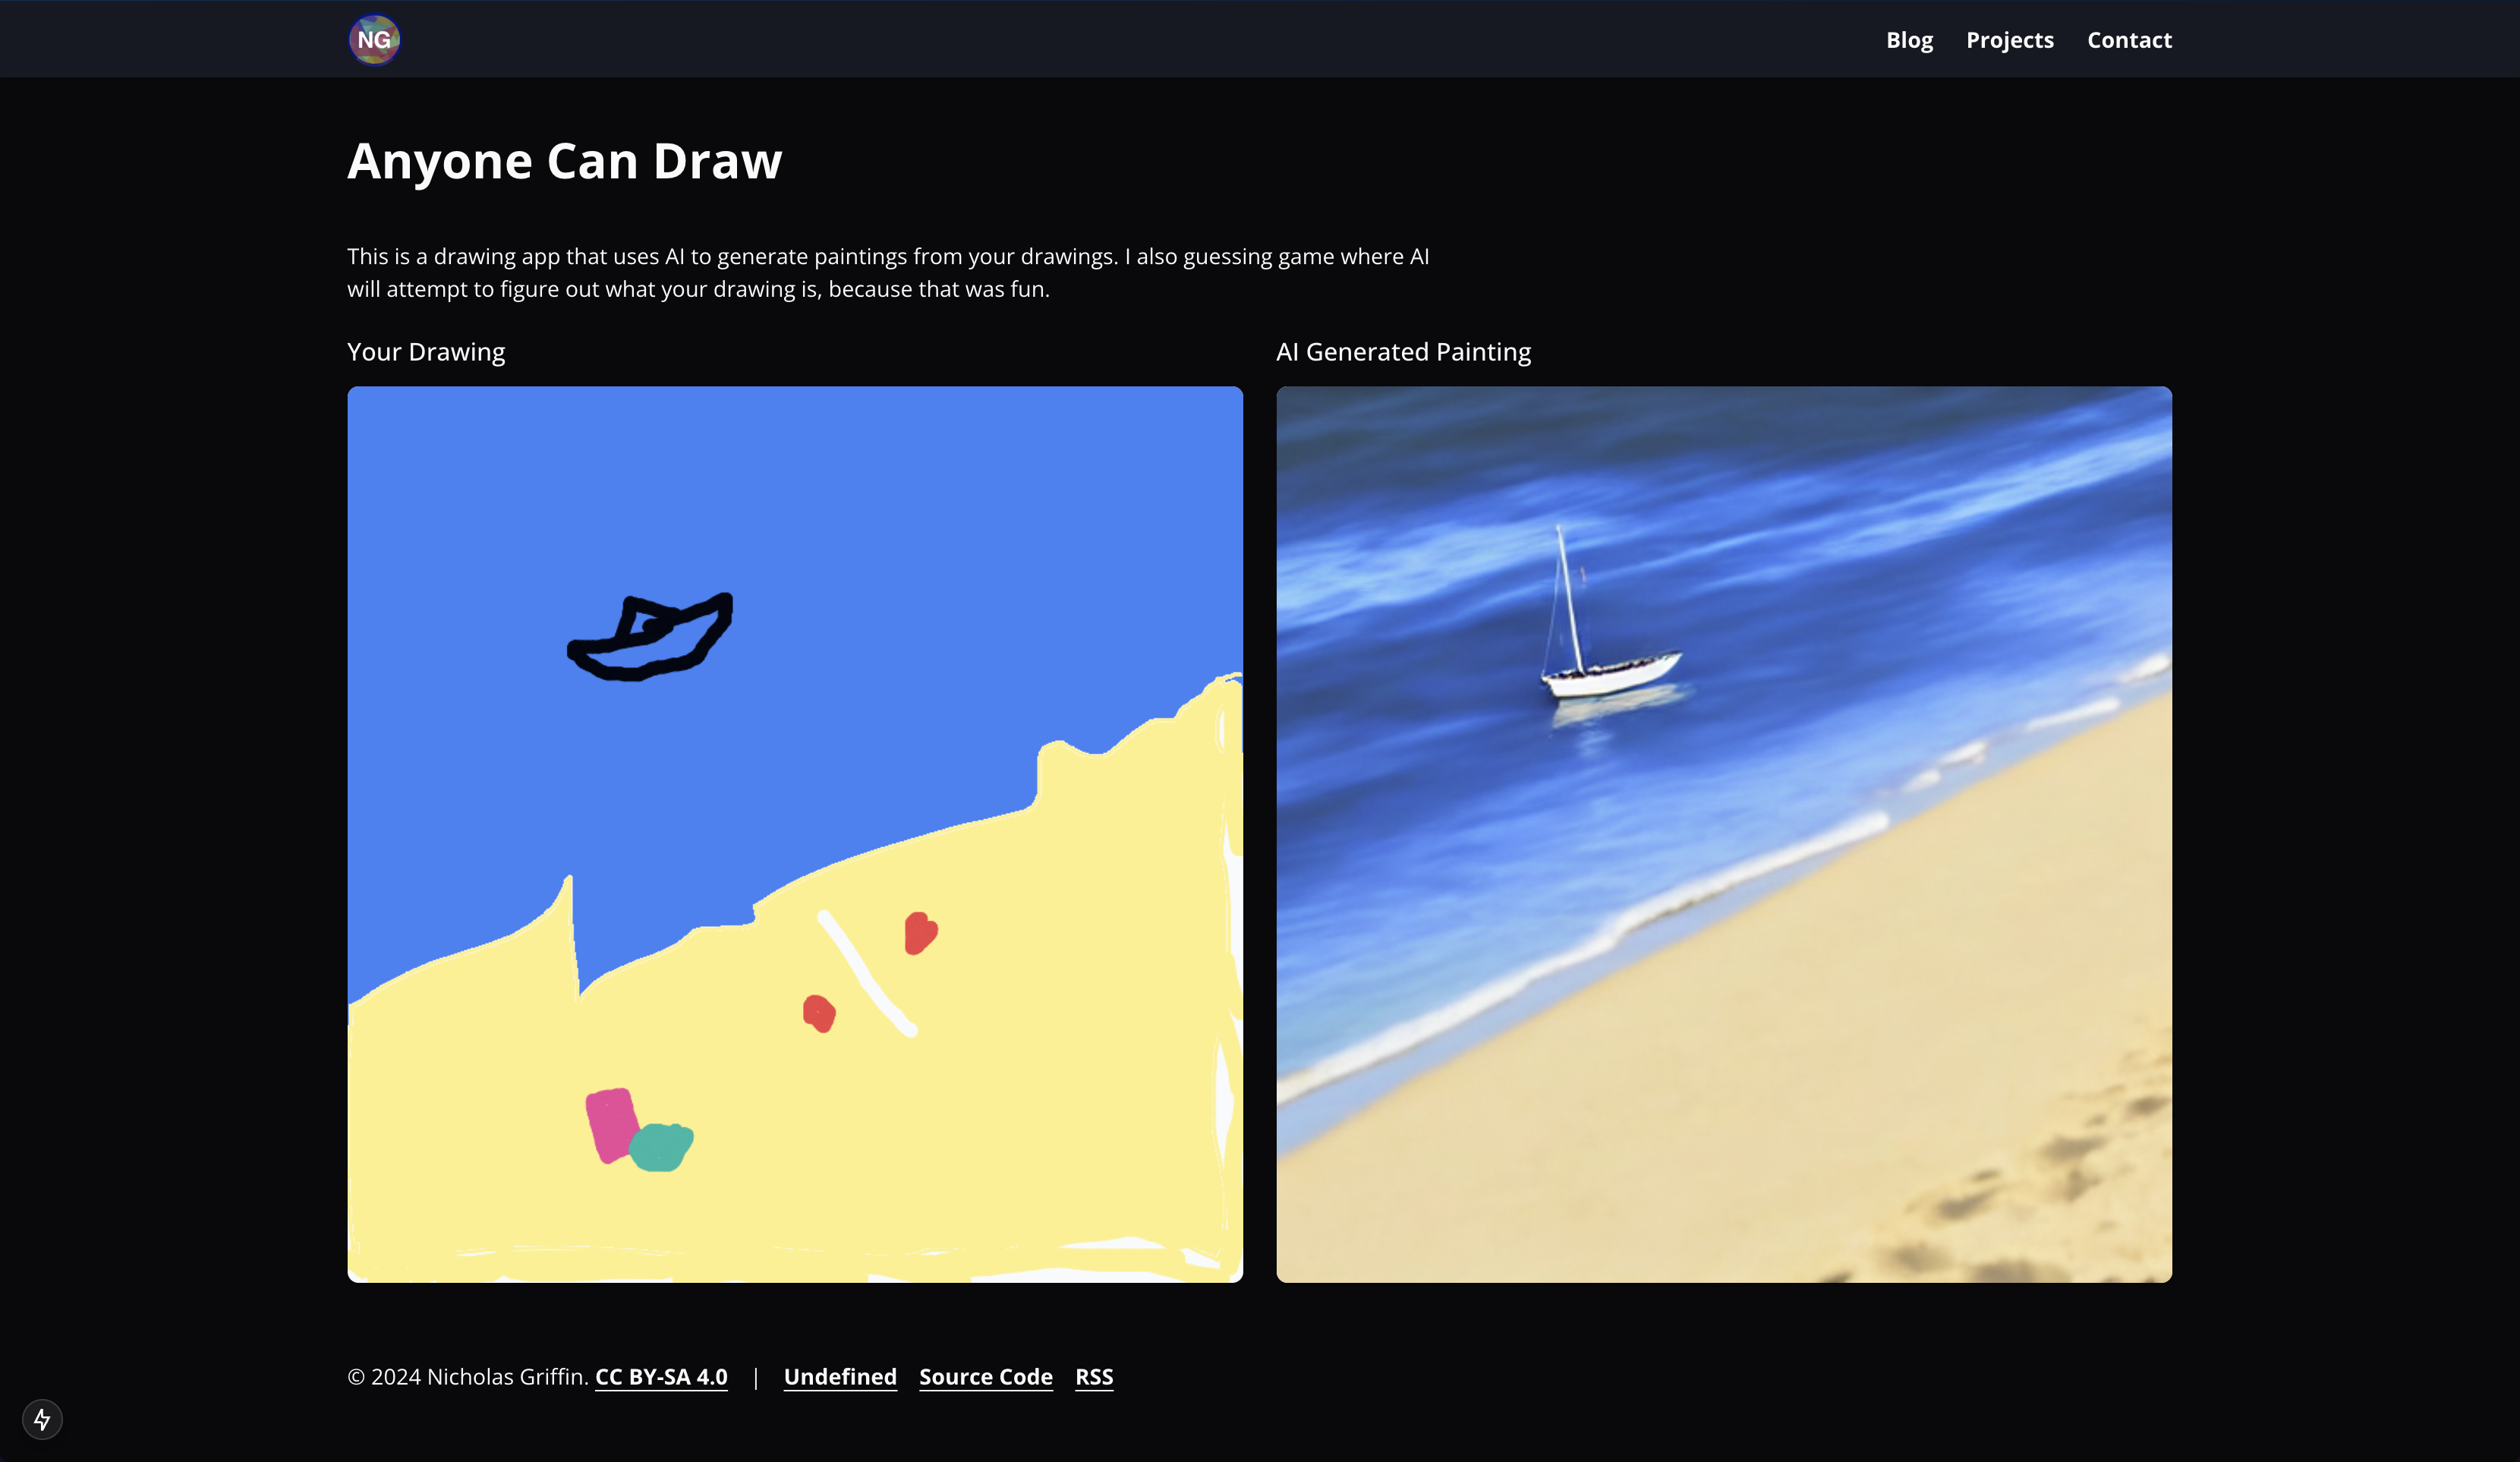 NG
Blog Projects Contact
Anyone Can Draw
This is a drawing app that uses AI to generate paintings from your drawings. I also guessing game where AI
will attempt to figure out what your drawing is, because that was fun.
Your Drawing
AI Generated Painting
© 2024 Nicholas Griffin. CC BY-SA 4.0 | Undefined Source Code RSS